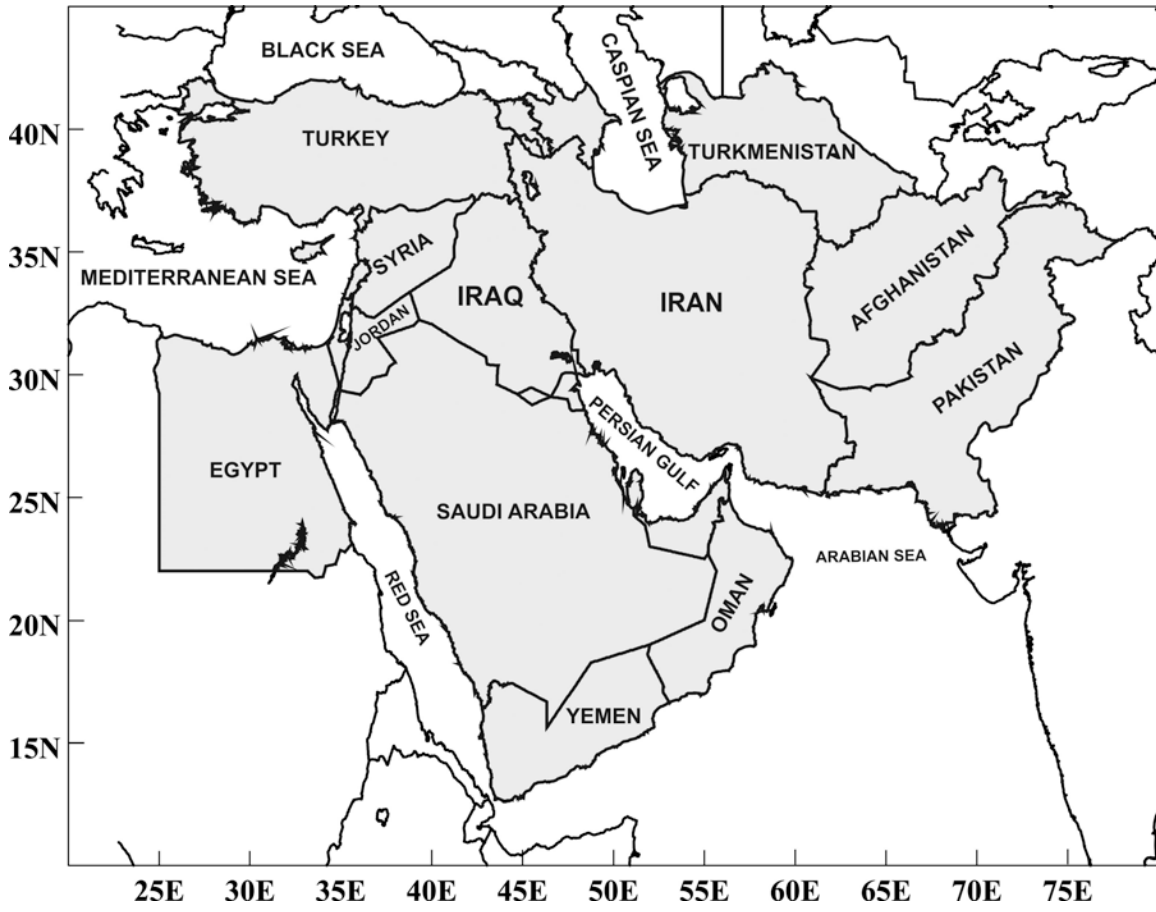 BLACK SEA
CASPIAN SEA
40N
TURKEY
TURKMENISTAN
35N
SYRIA
AFGHANISTAN
MEDITERRANEAN SEA
IRAQ
IRAN
JORDAN
30N
PAKISTAN
PERSIAN GULF
EGYPT
25N
SAUDI ARABIA
ARABIAN SEA
RED SEA
OMAN
20N
YEMEN
15N
25E 30E 35E 40E 45E 50E 55E 60E 65E 70E 75E